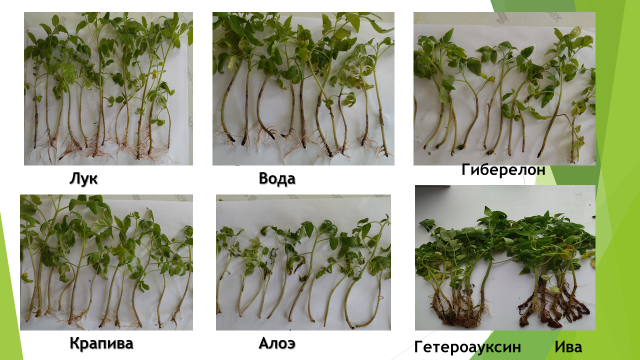 Лук
Вода
Гиберелон
Крапива
Алоэ
Гетероауксин
Ива